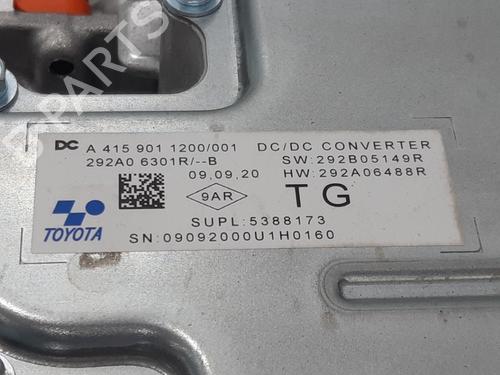 B-PARTS
DC A 415 901 1200/001 DC/DC CONVERTER
292A0 6301R/--B SW:292B05149R
09,09,20 HW:292A06488R
9AR TG
TOYOTA SUPL:5388173
SN:09092000U1H0160